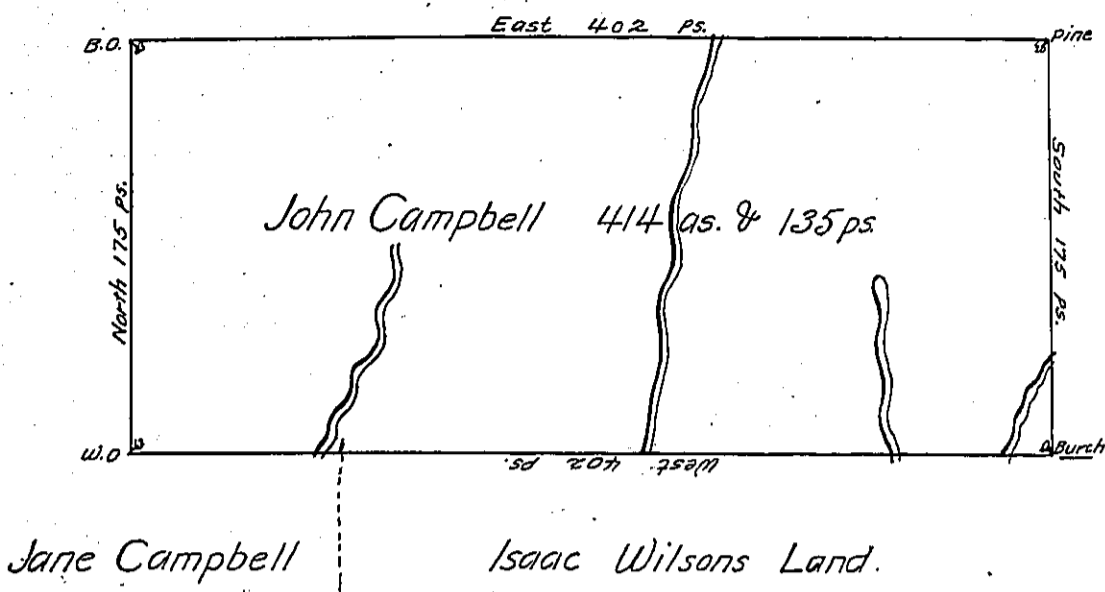 East 402 Ps.
B.O.
Pine
North 175 ps.
John Campbell 414 as. & 135 ps.
South 175 ps.
W.O
West 402 ps.
Burch
Jane Campbell
Isaac Wilsons Land.